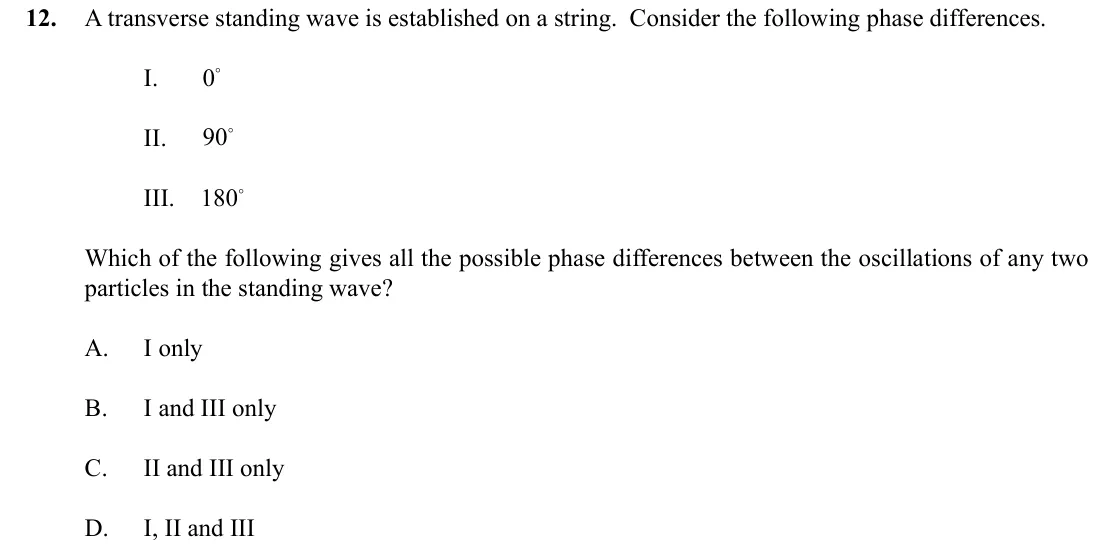 12. A transverse standing wave is established on a string. Consider the following phase differences.
I. 0°
II. 90°
III. 180°
Which of the following gives all the possible phase differences between the oscillations of any two
particles in the standing wave?
A. I only
B. I and III only
C. II and III only
D. I, II and III